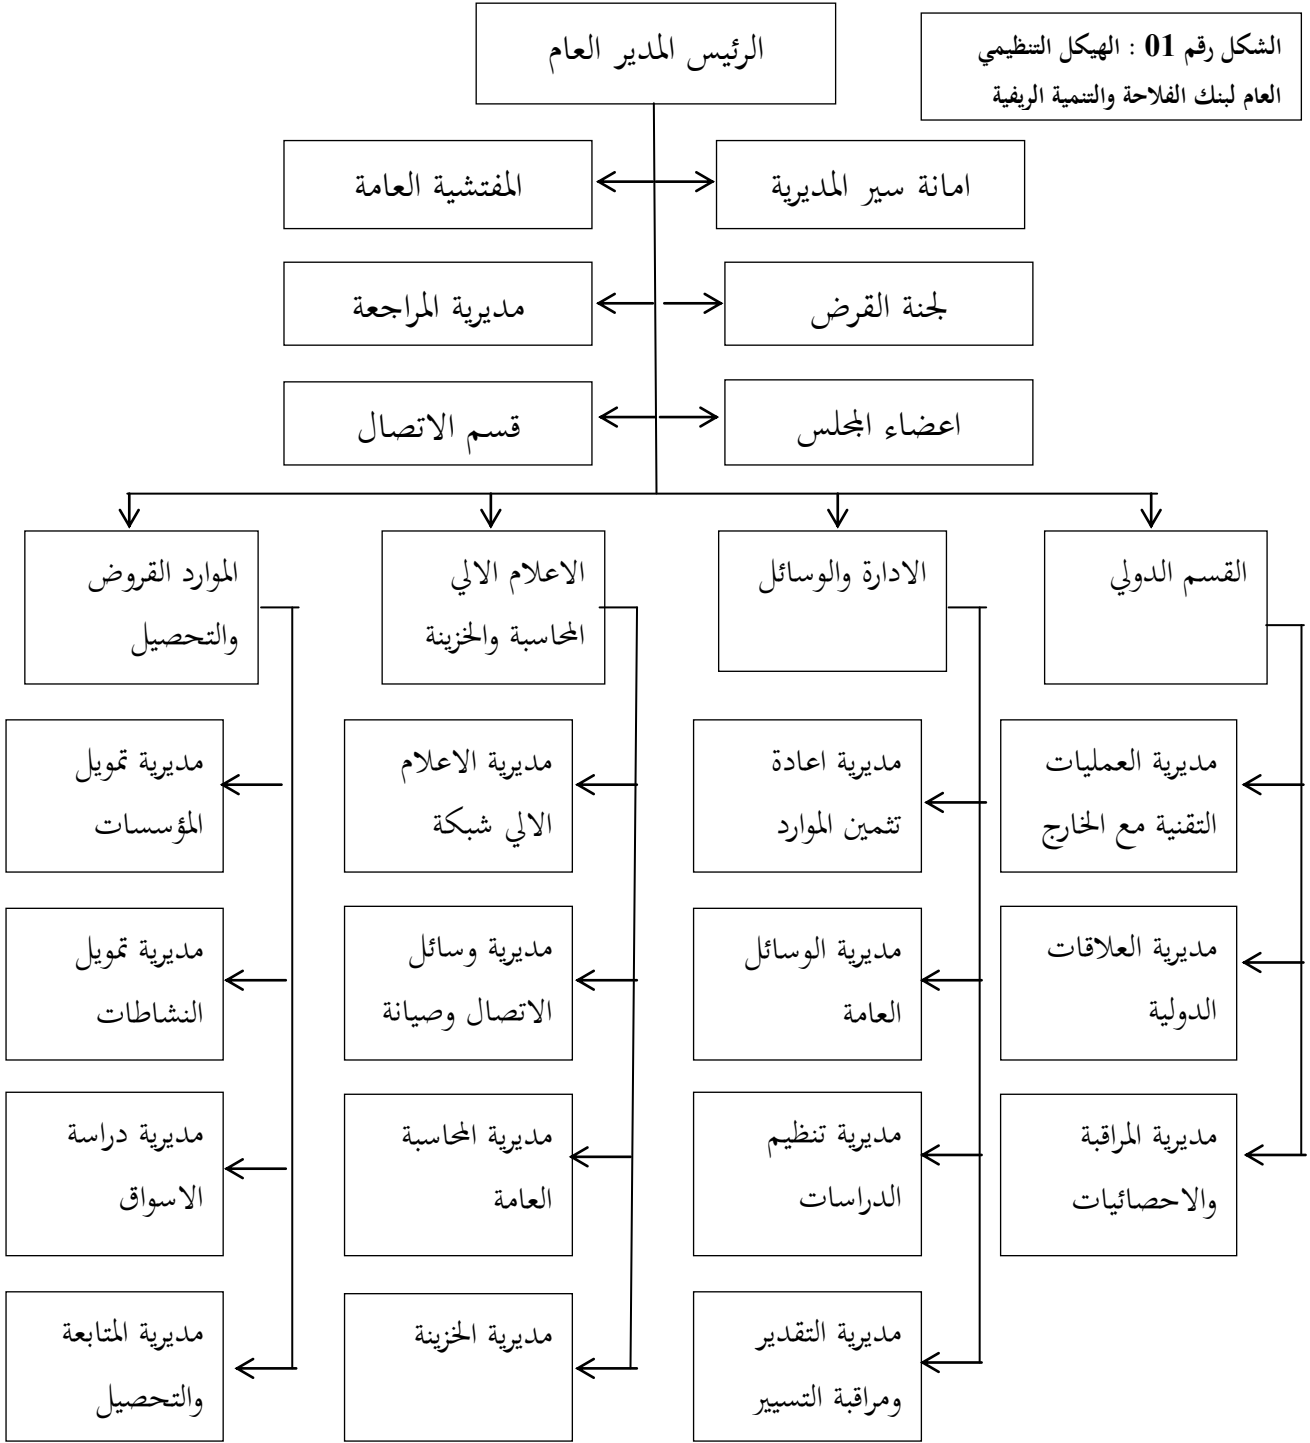 الشكل رقم 01 : الهيكل التنظيمي
العام لبنك الفلاحة والتنمية الريفية
الرئيس المدير العام
امانة سير المديرية
المفتشية العامة
لجنة القرض
مديرية المراجعة
اعضاء المجلس
قسم الاتصال
القسم الدولي
الادارة والوسائل
الاعلام الالي
المحاسبة والخزينة
الموارد القروض
والتحصيل
مديرية العمليات
التقنية مع الخارج
مديرية اعادة
تثمين الموارد
مديرية الاعلام
الالي شبكة
مديرية تمويل
المؤسسات
مديرية العلاقات
الدولية
مديرية الوسائل
العامة
مديرية وسائل
الاتصال وصيانة
مديرية تمويل
النشاطات
مديرية المراقبة
والاحصائيات
مديرية تنظيم
الدراسات
مديرية المحاسبة
العامة
مديرية دراسة
الاسواق
مديرية التقدير
ومراقبة التسيير
مديرية الخزينة
مديرية المتابعة
والتحصيل